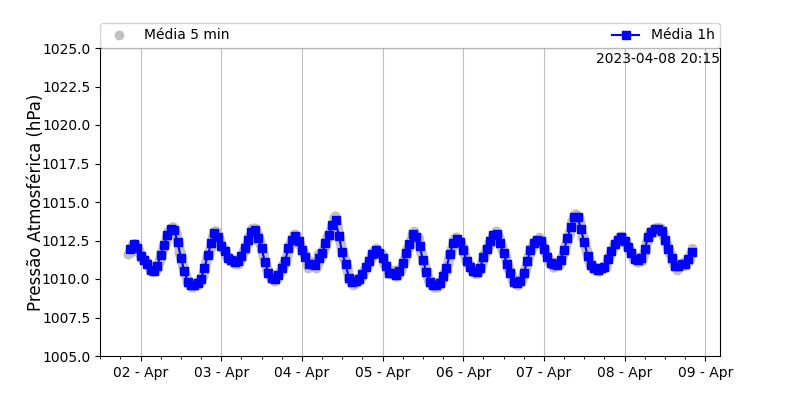 Média 5 min
Média 1h
2023-04-08 20:15
Pressão Atmosférica (hPa)
1025.0
1022.5
1020.0
1017.5
1015.0
1012.5
1010.0
1007.5
1005.0
02 - Apr 03 - Apr 04 - Apr 05 - Apr 06 - Apr 07 - Apr 08 - Apr 09 - Apr